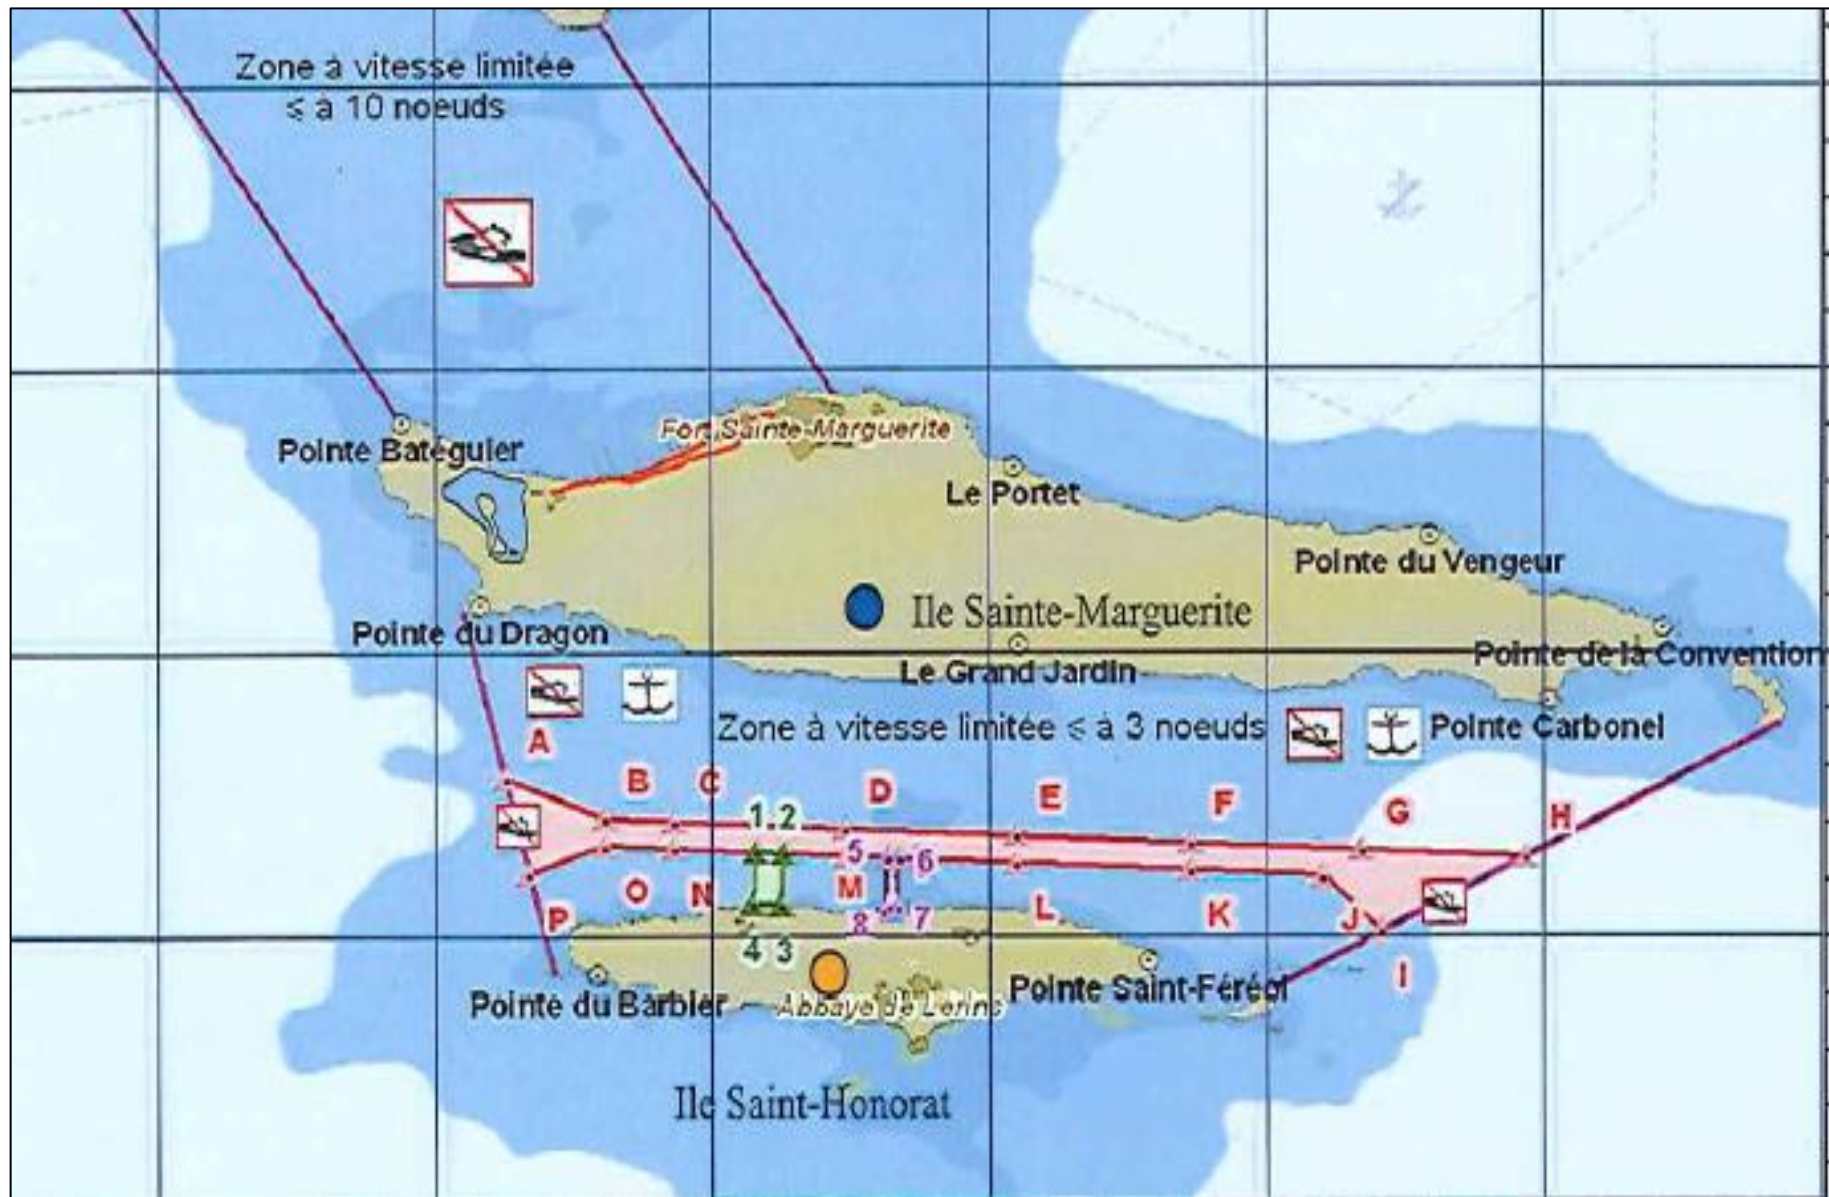 Zone à vitesse limitée
≤ à 10 noeuds
Fort Sainte-Marguerite
Pointe Batéguier
Le Portet
Pointe du Vengeur
Ile Sainte-Marguerite
Pointe du Dragon
Pointe de la Convention
Le Grand Jardin
Zone à vitesse limitée ≤ à 3 noeuds
Pointe Carbonel
A
B
C
D
E
F
G
H
1.2
5
6
P
O
N
M
L
K
J
8
7
4 3
I
Pointe du Barbier
Abbaye de Lérins
Pointe Saint-Féréol
Ile Saint-Honorat